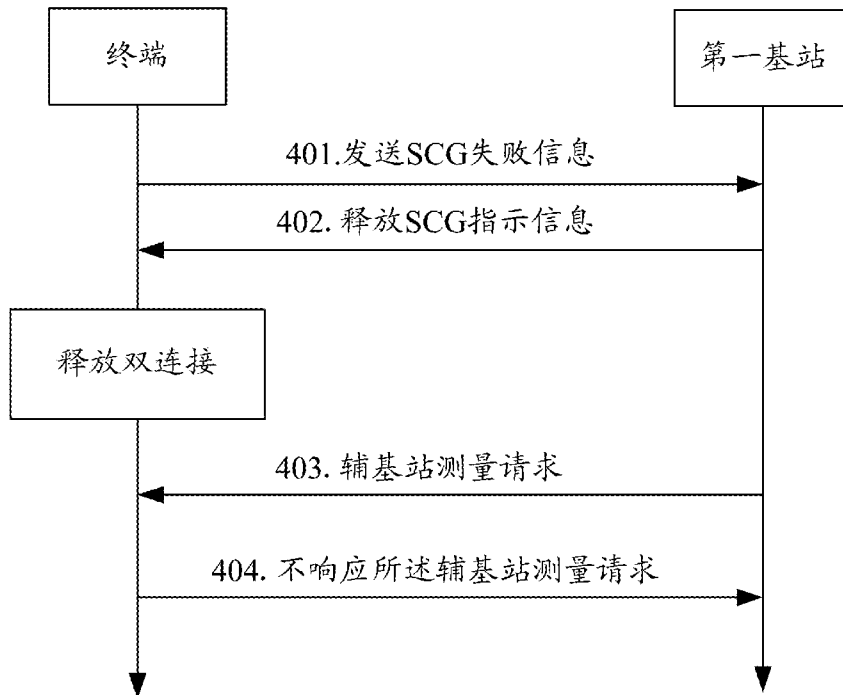 终端
第一基站
401.发送SCG失败信息
402. 释放SCG指示信息
释放双连接
403. 辅基站测量请求
404. 不响应所述辅基站测量请求